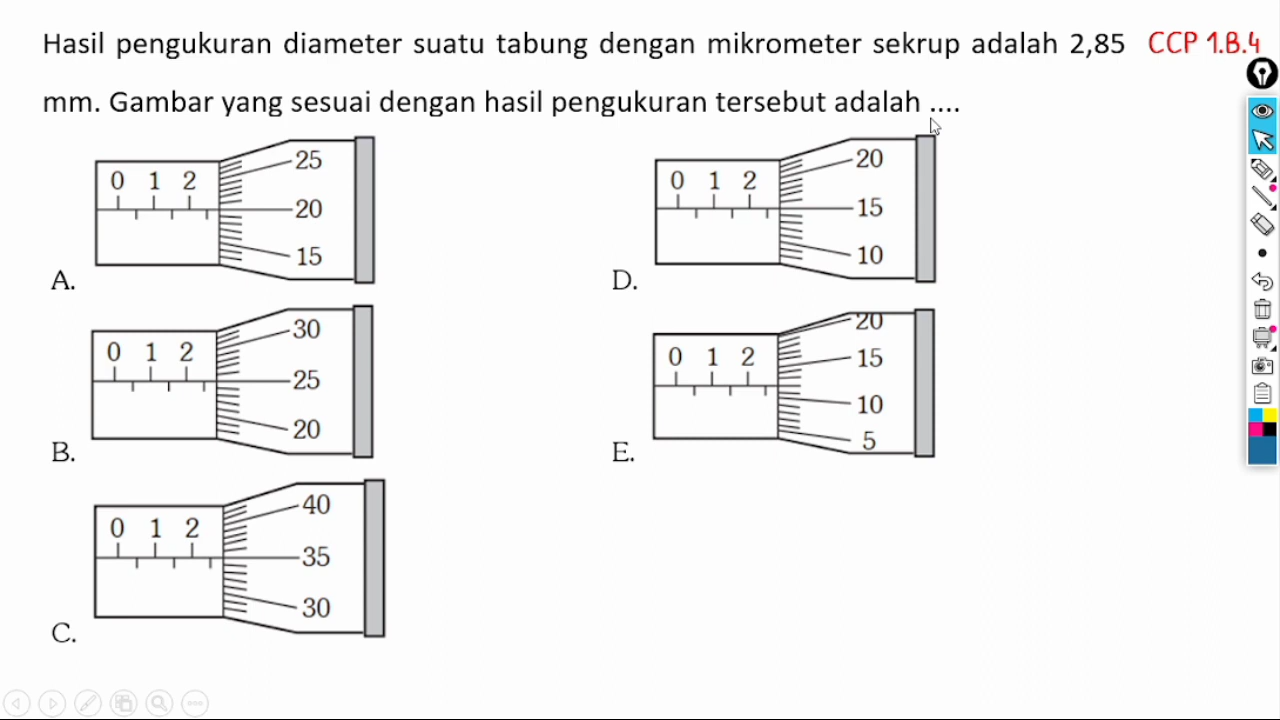 Hasil pengukuran diameter suatu tabung dengan mikrometer sekrup adalah 2,85 CCP 1.B.4
mm. Gambar yang sesuai dengan hasil pengukuran tersebut adalah ....
A.
0 1 2
25
20
15
D.
0 1 2
20
15
10
B.
0 1 2
30
25
20
E.
0 1 2
20
15
10
5
C.
0 1 2
40
35
30